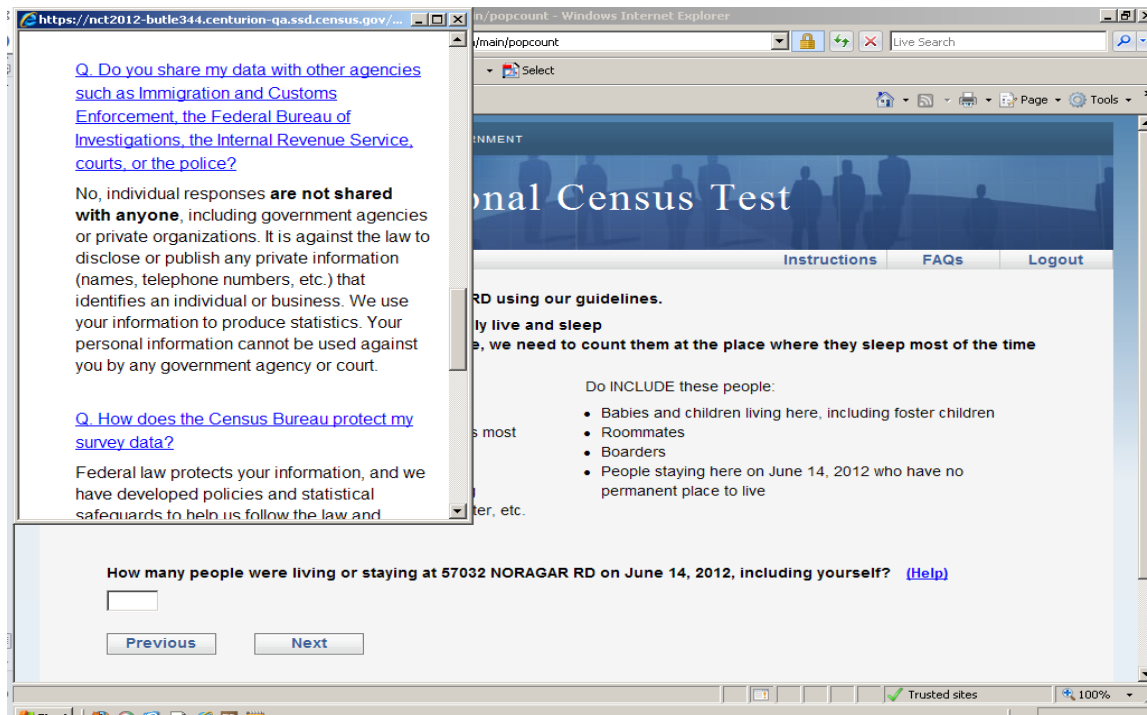 https://nct2012-butle344.centurion-qa.ssd.census.gov/...
Q. Do you share my data with other agencies
such as Immigration and Customs
Enforcement, the Federal Bureau of
Investigations, the Internal Revenue Service,
courts, or the police?
No, individual responses are not shared
with anyone, including government agencies
or private organizations. It is against the law to
disclose or publish any private information
(names, telephone numbers, etc.) that
identifies an individual or business. We use
your information to produce statistics. Your
personal information cannot be used against
you by any government agency or court.
Q. How does the Census Bureau protect my
survey data?
Federal law protects your information, and we
have developed policies and statistical
safeguards to help us follow the law and
n/main/popcount - Windows Internet Explorer
/main/popcount
Live Search
Select
Page Tools
NMENT
onal Census Test
Instructions FAQs Logout
RD using our guidelines.
ly live and sleep
e, we need to count them at the place where they sleep most of the time
Do INCLUDE these people:
• Babies and children living here, including foster children
s most
• Roommates
• Boarders
• People staying here on June 14, 2012 who have no
permanent place to live
ter, etc.
How many people were living or staying at 57032 NORAGAR RD on June 14, 2012, including yourself? (Help)
Previous Next
Trusted sites 100%